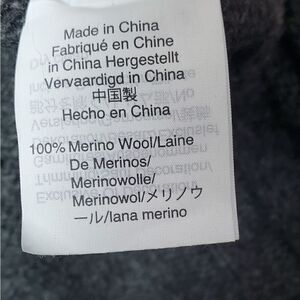 Made in China
Fabriqué en Chine
in China Hergestellt
Vervaardigd in China
中国製
Hecho en China
100% Merino Wool/Laine
De Merinos/
Merinowolle/
Merinowol/メリノウ
ール/lana merino